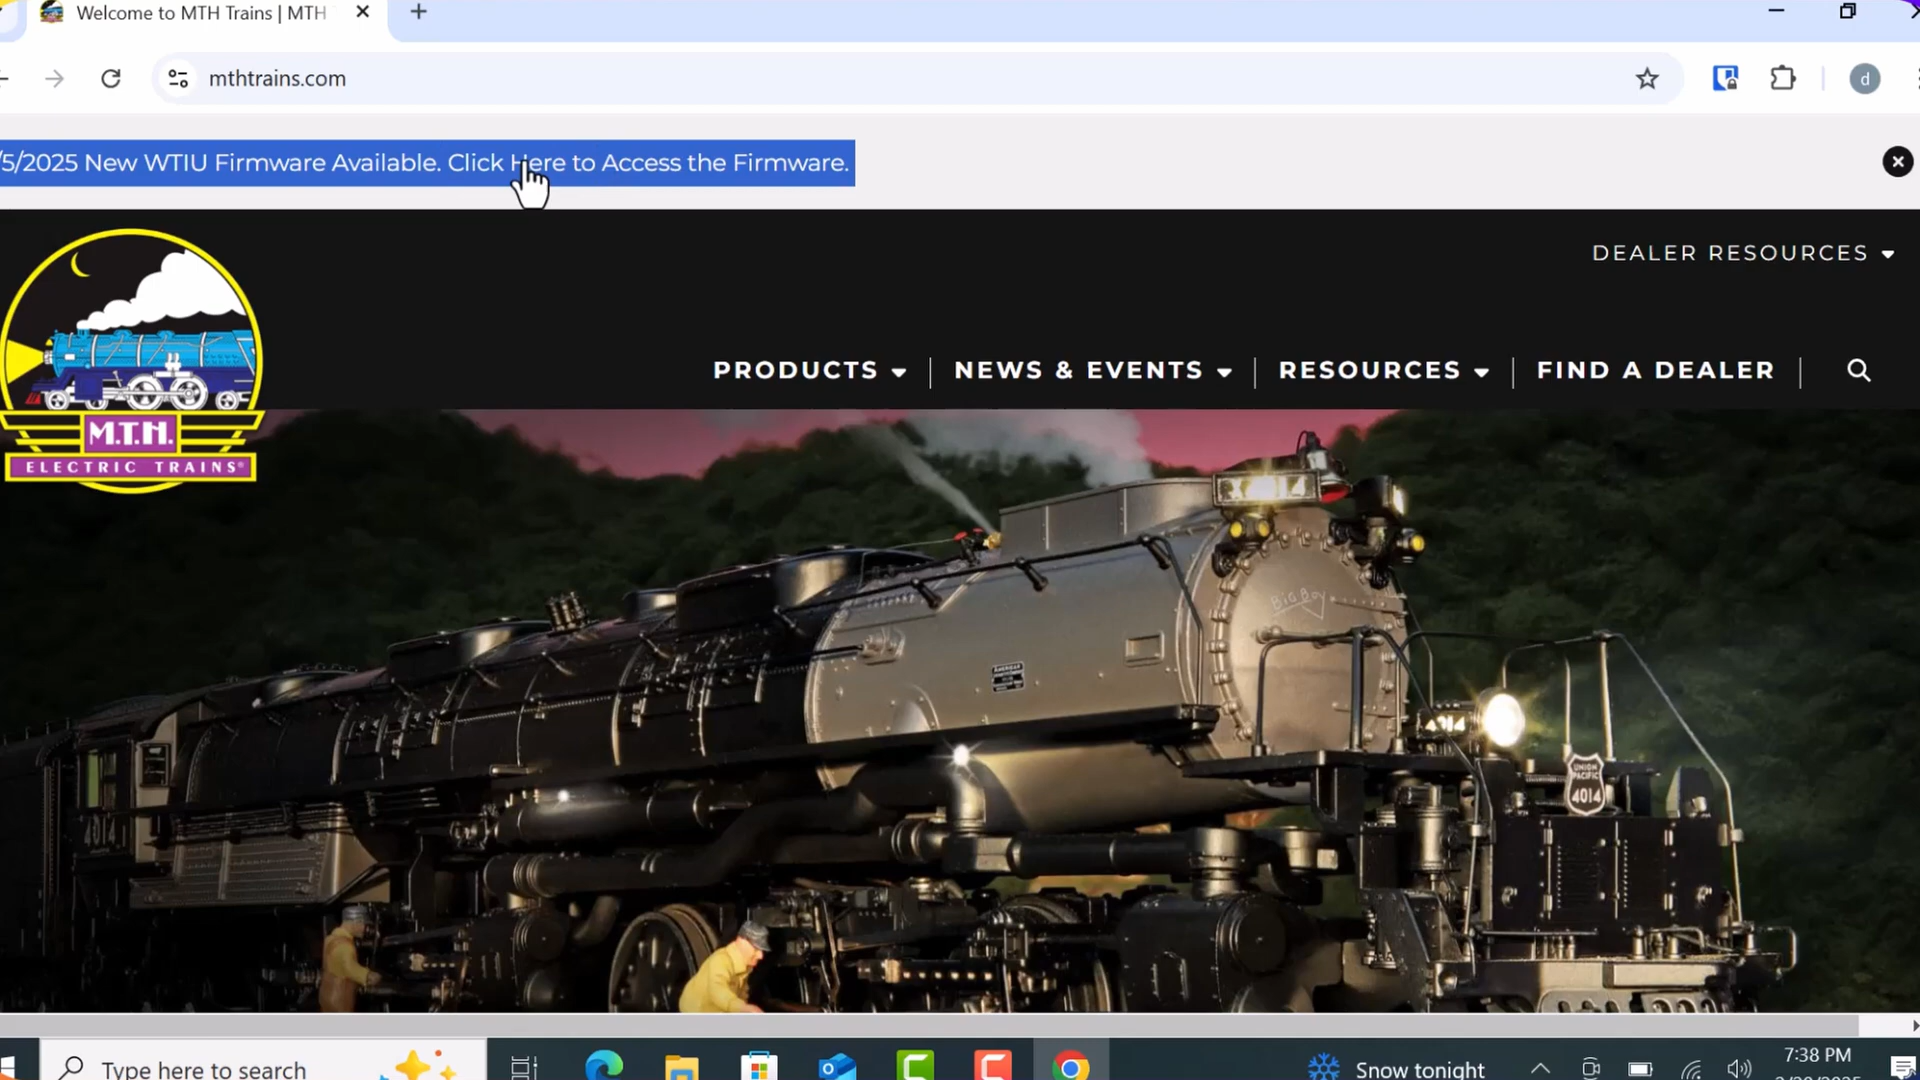 Welcome to MTH Trains | MTH
mthtrains.com
d
/5/2025 New WTIU Firmware Available. Click Here to Access the Firmware.
DEALER RESOURCES
PRODUCTS
NEWS & EVENTS
RESOURCES
FIND A DEALER
M.T.H.
ELECTRIC TRAINS
X4014
Big Boy
4014
UNION
PACIFIC
4014
4014
Type here to search
Snow tonight
7:38 PM